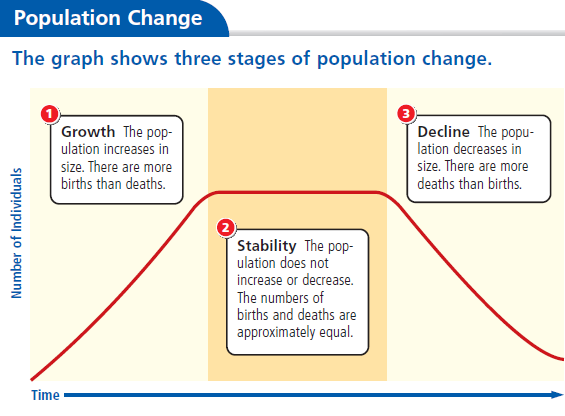 Population Change
The graph shows three stages of population change.
Number of Individuals
1
Growth The pop-
ulation increases in
size. There are more
births than deaths.
2
Stability The pop-
ulation does not
increase or decrease.
The numbers of
births and deaths are
approximately equal.
3
Decline The popu-
lation decreases in
size. There are more
deaths than births.
Time